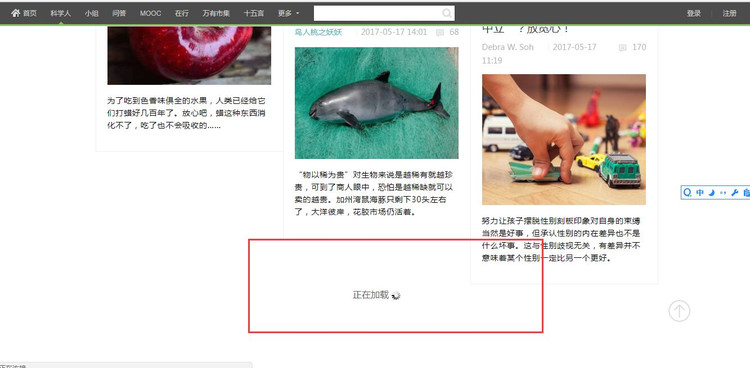 首页 科学人 小组 问答 MOOC 在行 万有市集 十五言 更多 登录 注册
为了吃到色香味俱全的水果，人类已经给它
们打蜡好几百年了。放心吧，蜡这种东西消
化不了，吃了也不会吸收的……
鸟人桃之妖妖 2017-05-17 14:01 68
“物以稀为贵”对生物来说是越稀有就越珍
贵，可到了商人眼中，恐怕是越稀缺就可以
卖的越贵。加州湾鼠海豚只剩下30头左右
了，大洋彼岸，花胶市场仍活着。
中立”？放宽心！
Debra W. Soh 2017-05-17 170
11:19
努力让孩子摆脱性别刻板印象对自身的束缚
当然是好事，但承认性别的内在差异也不是
什么坏事。这与性别歧视无关，有差异并不
意味着某个性别一定比另一个更好。
正在加载
中
正在连接